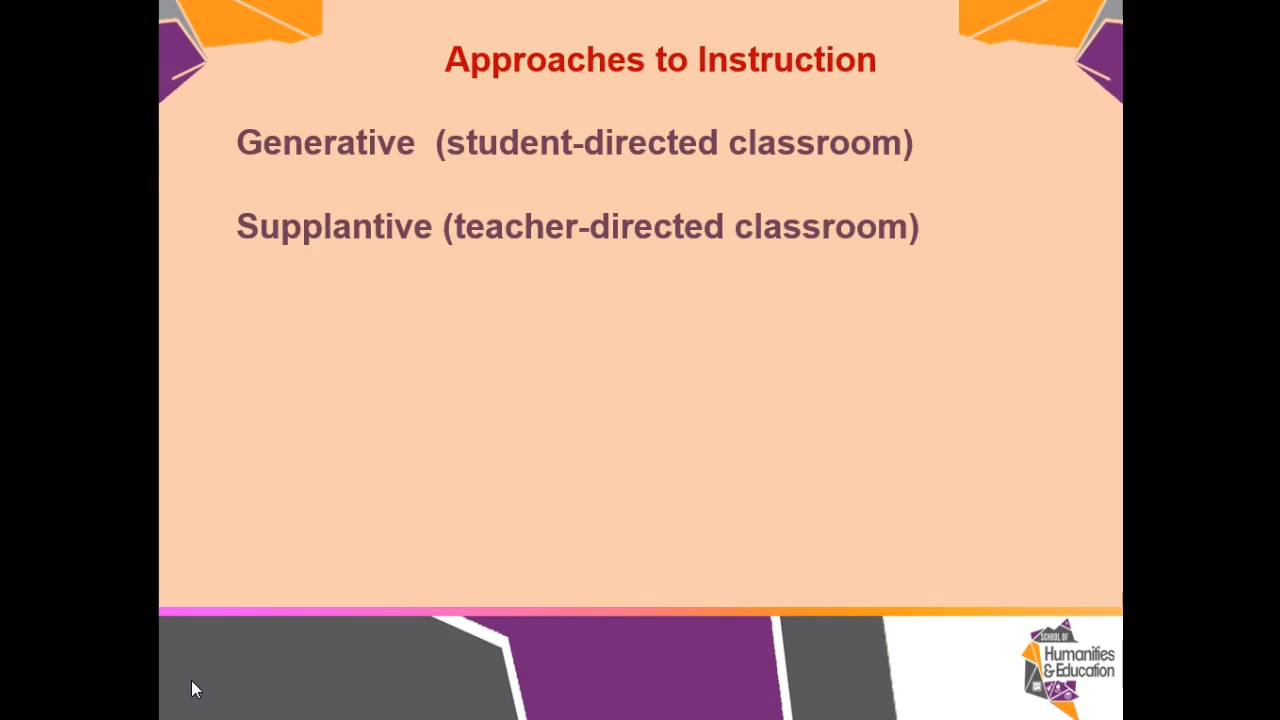 Approaches to Instruction
Generative (student-directed classroom)
Supplantive (teacher-directed classroom)
SCHOOL OF
Humanities
& Education